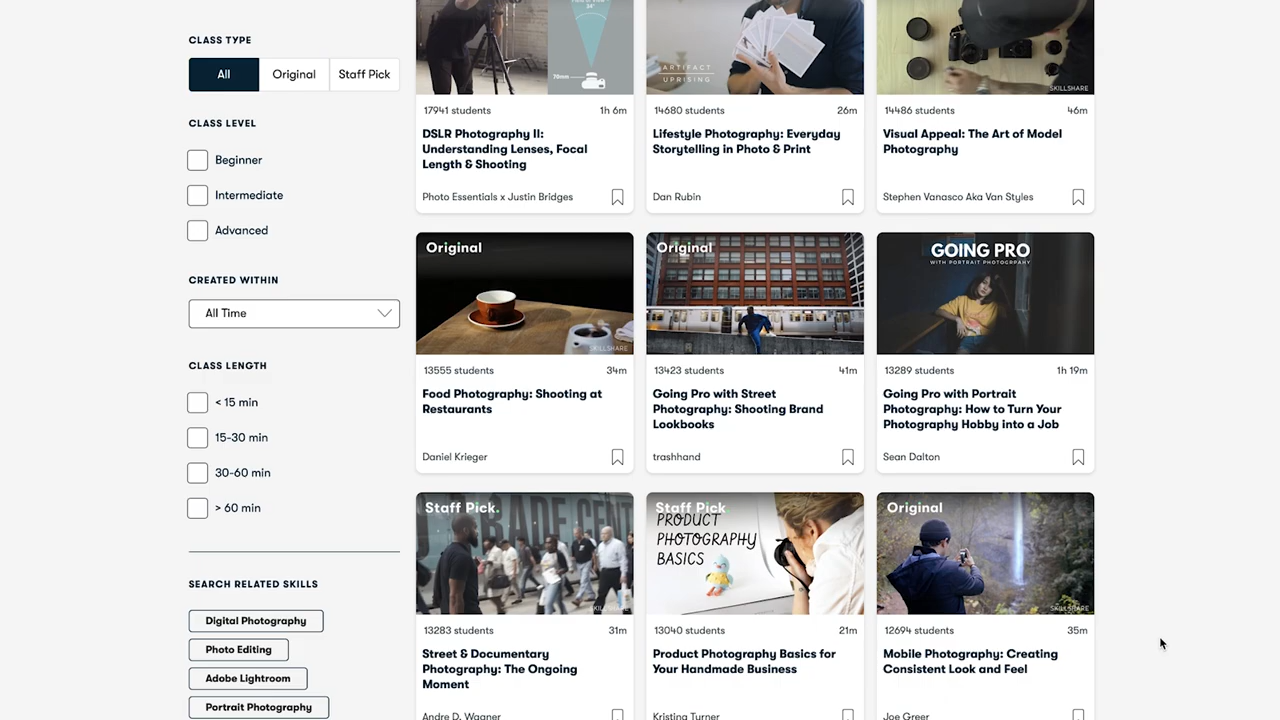 CLASS TYPE
All
Original
Staff Pick
CLASS LEVEL
Beginner
Intermediate
Advanced
CREATED WITHIN
All Time
CLASS LENGTH
< 15 min
15-30 min
30-60 min
> 60 min
SEARCH RELATED SKILLS
Digital Photography
Photo Editing
Adobe Lightroom
Portrait Photography
70mm
17941 students 1h 6m
DSLR Photography II:
Understanding Lenses, Focal
Length & Shooting
Photo Essentials x Justin Bridges
ARTIFACT
UPRISING
14680 students 26m
Lifestyle Photography: Everyday
Storytelling in Photo & Print
Dan Rubin
SKILLSHARE
14486 students 46m
Visual Appeal: The Art of Model
Photography
Stephen Vanasco Aka Van Styles
Original
SKILLSHARE
13555 students 34m
Food Photography: Shooting at
Restaurants
Daniel Krieger
Original
13423 students 41m
Going Pro with Street
Photography: Shooting Brand
Lookbooks
trashhand
GOING PRO
WITH PORTRAIT PHOTOGRPAHY
13289 students 1h 19m
Going Pro with Portrait
Photography: How to Turn Your
Photography Hobby into a Job
Sean Dalton
Staff Pick.
SKILLSHARE
13283 students 31m
Street & Documentary
Photography: The Ongoing
Moment
Andre D. Wagner
Staff Pick.
PRODUCT
PHOTOGRAPHY
BASICS
13040 students 21m
Product Photography Basics for
Your Handmade Business
Kristina Turner
Original
SKILLSHARE
12694 students 35m
Mobile Photography: Creating
Consistent Look and Feel
Joe Greer